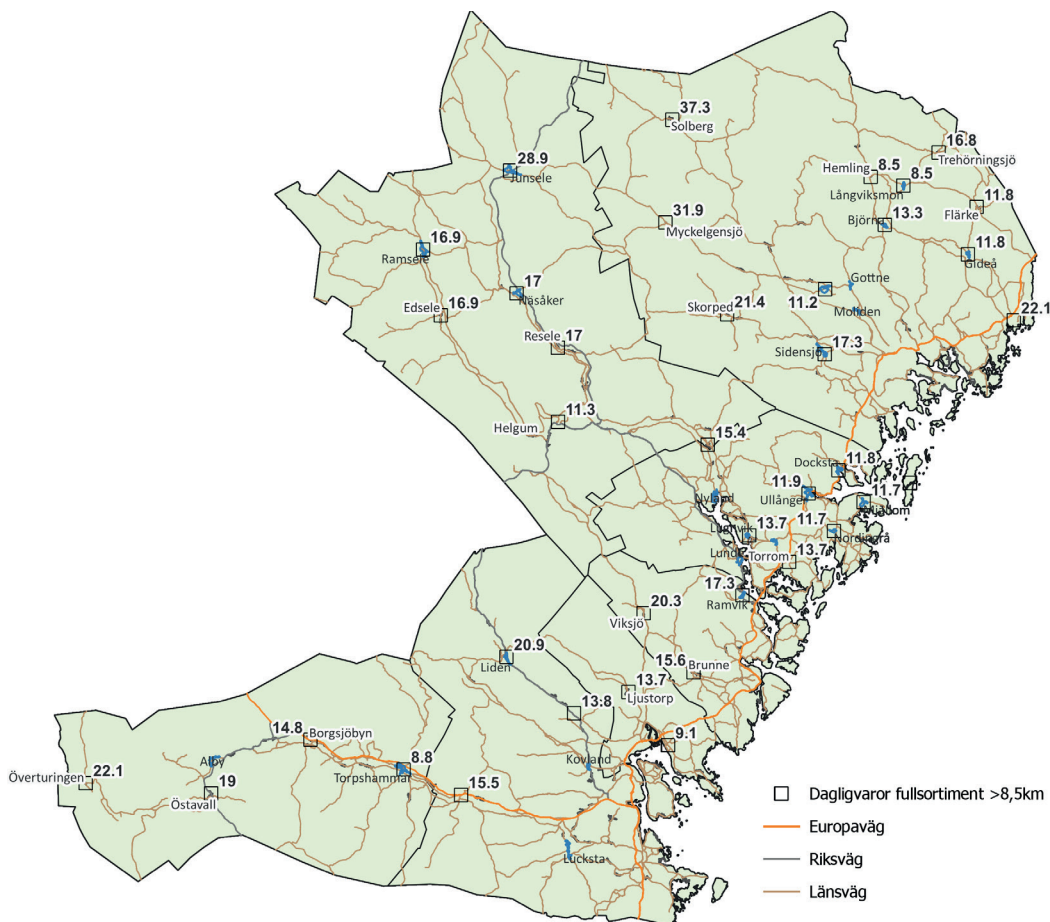 37.3
Solberg
16.8
Trehörningsjö
28.9
Junsele
Hemling
8.5
8.5
Långviksmon
11.8
Flärke
31.9
Myckelgensjö
Björna
13.3
16.9
Ramsele
11.8
Gideå
17
Näsåker
Gottne
11.2
Moliden
Edsele
16.9
Skorped
21.4
22.1
Resele
17
17.3
Sidensjö
11.3
Helgum
15.4
Docksta
11.8
11.9
Ullånger
Nyland
11.7
Mjällom
Lugnvik
13.7
11.7
Nordingrå
Lunde
Torrom
13.7
17.3
Ramvik
20.3
Viksjö
20.9
Liden
15.6
Brunne
13.7
Ljustorp
13.8
14.8
Borgsjöbyn
9.1
Alby
8.8
Torpshammar
Kovland
Överturingen
22.1
19
Östavall
15.5
Lucksta
Dagligvaror fullsortiment >8,5km
Europaväg
Riksväg
Länsväg